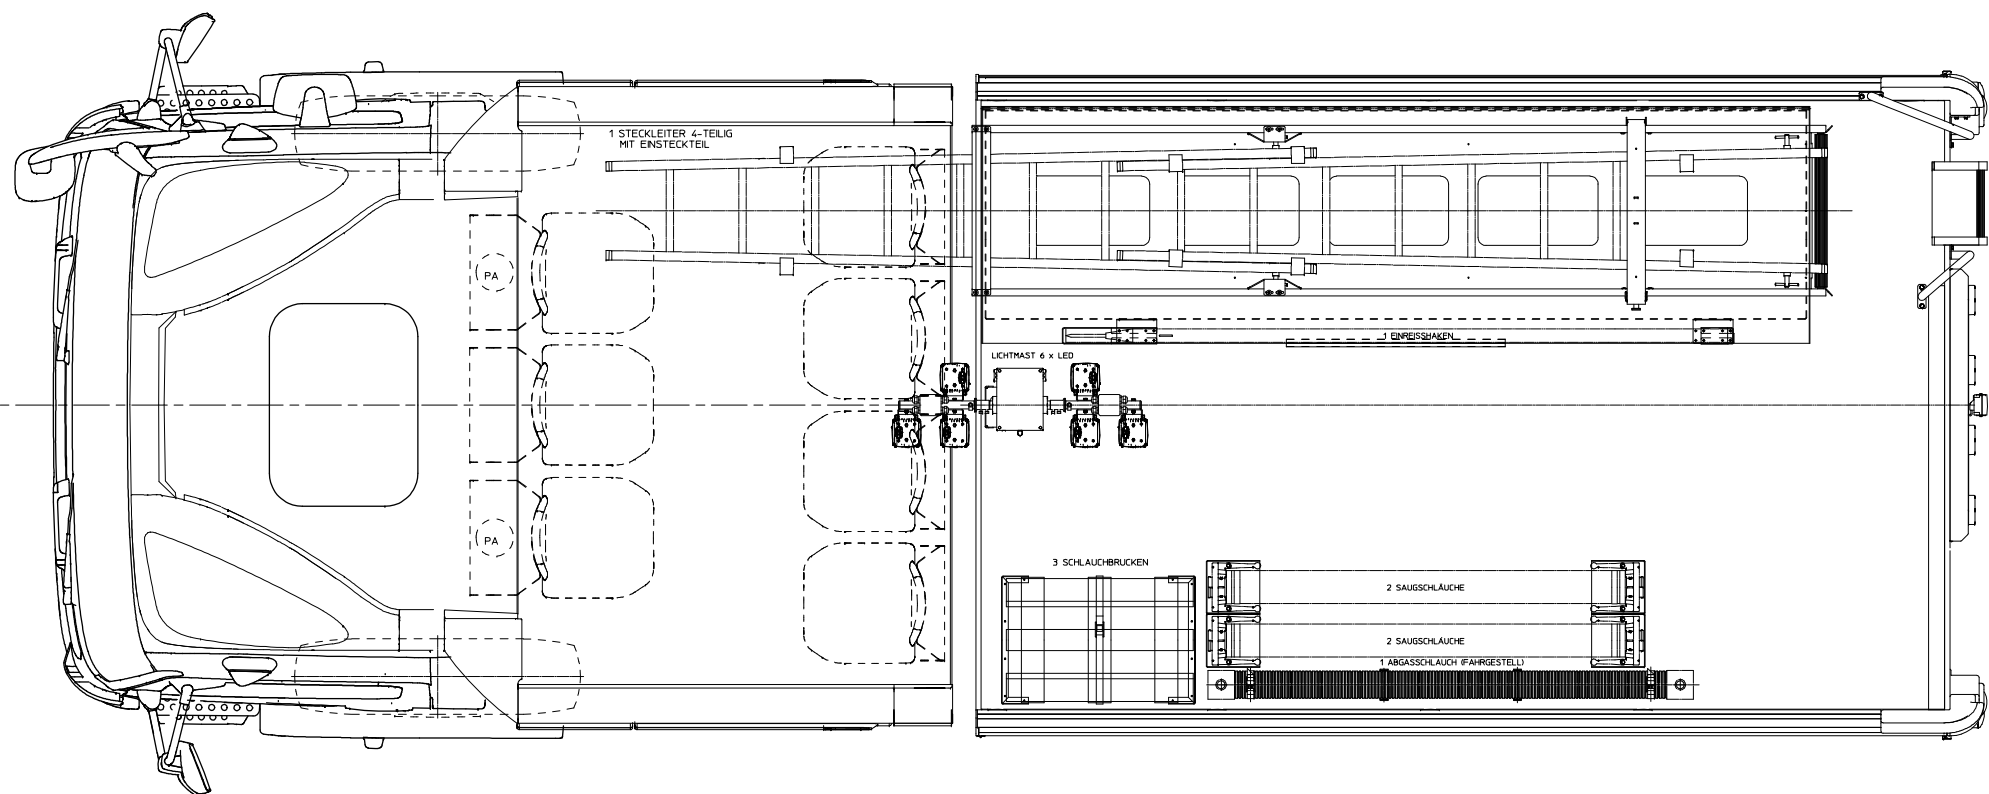 1 STECKLEITER 4-TEILIG
MIT EINSTECKTEIL
PA
1 EINREISSHAKEN
LICHTMAST 6 x LED
PA
3 SCHLAUCHBRUCKEN
2 SAUGSCHLÄUCHE
2 SAUGSCHLÄUCHE
1 ABGASSCHLAUCH (FAHRGESTELL)